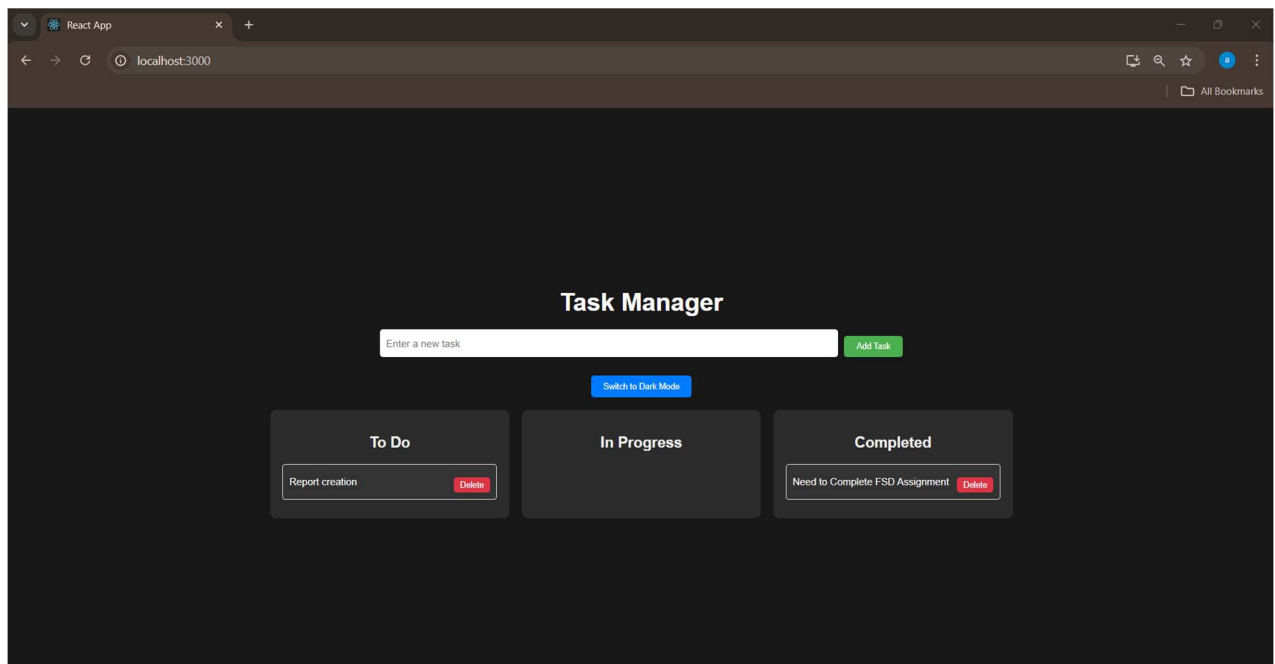 React App
localhost:3000
a
All Bookmarks
Task Manager
Enter a new task
Add Task
Switch to Dark Mode
To Do
Report creation
Delete
In Progress
Completed
Need to Complete FSD Assignment
Delete